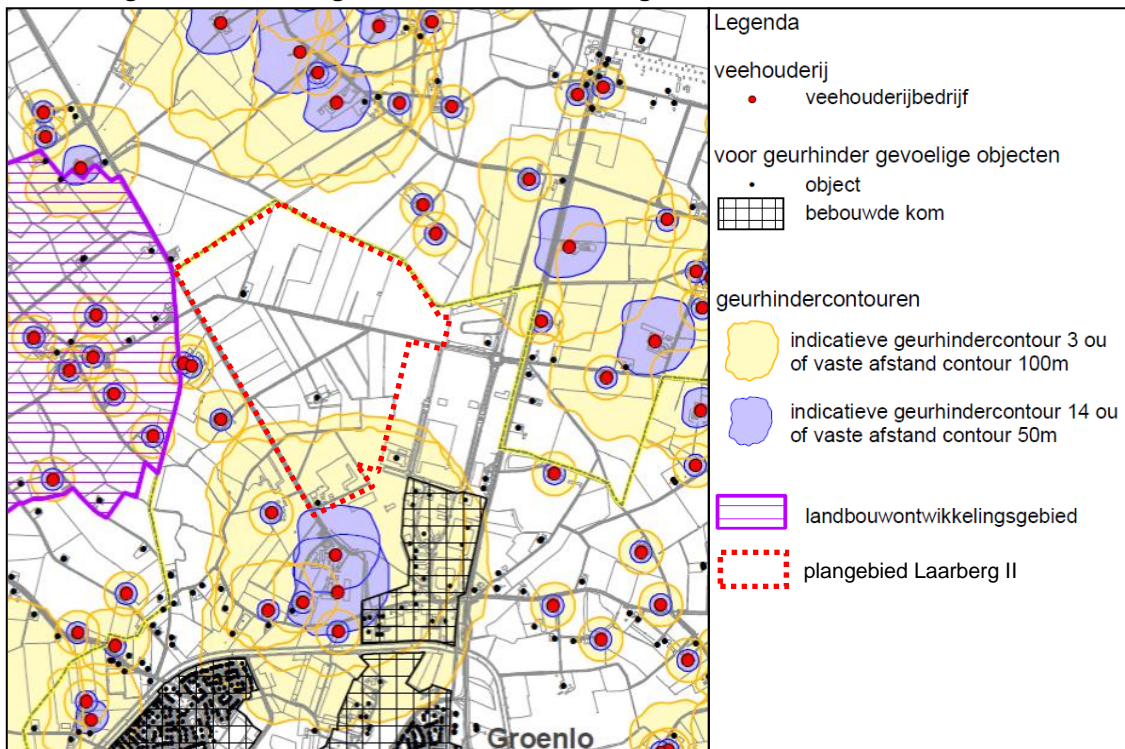 Legenda
veehouderij
veehouderijbedrijf
voor geurhinder gevoelige objecten
object
bebouwde kom
geurhindercontouren
indicatieve geurhindercontour 3 ou
of vaste afstand contour 100m
indicatieve geurhindercontour 14 ou
of vaste afstand contour 50m
landbouwontwikkelingsgebied
plangebied Laarberg II
Groenlo